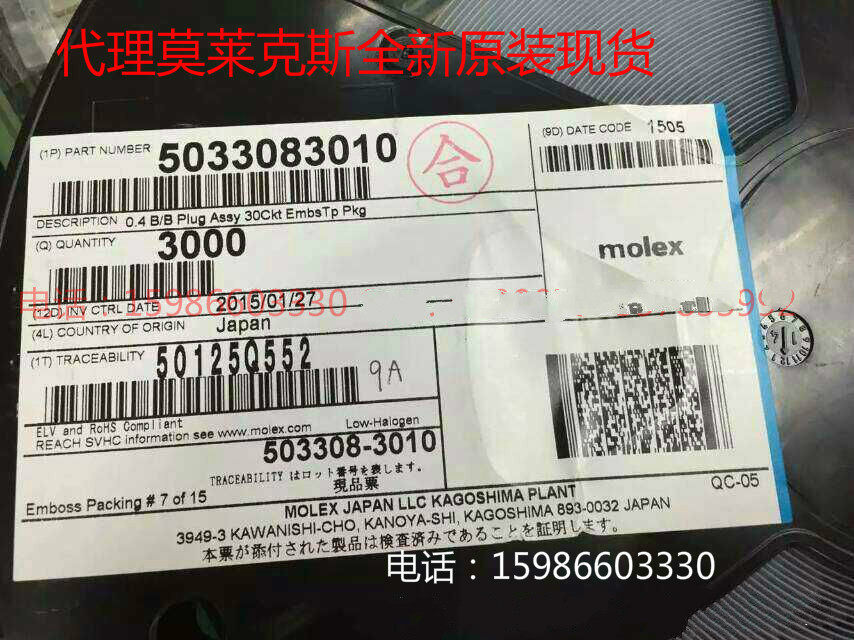 代理莫莱克斯全新原装现货
(1P) PART NUMBER 5033083010
合
(9D) DATE CODE 1505
DESCRIPTION 0.4 B/B Plug Assy 30Ckt EmbsTp Pkg
(Q) QUANTITY 3000
molex
电话：15986603330
(12D) INV CTRL DATE 2015/01/27
(4L) COUNTRY OF ORIGIN Japan
(1T) TRACEABILITY 50125Q552
9A
ELV and RoHS Compliant
REACH SVHC information see www.molex.com Low-Halogen
503308-3010
TRACEABILITY はロット番号を表します。
現品票
Emboss Packing # 7 of 15
QC-05
MOLEX JAPAN LLC KAGOSHIMA PLANT
3949-3 KAWANISHI-CHO, KANOYA-SHI, KAGOSHIMA 893-0032 JAPAN
本票が添付された製品は検査済みであることを証明します。
电话：15986603330